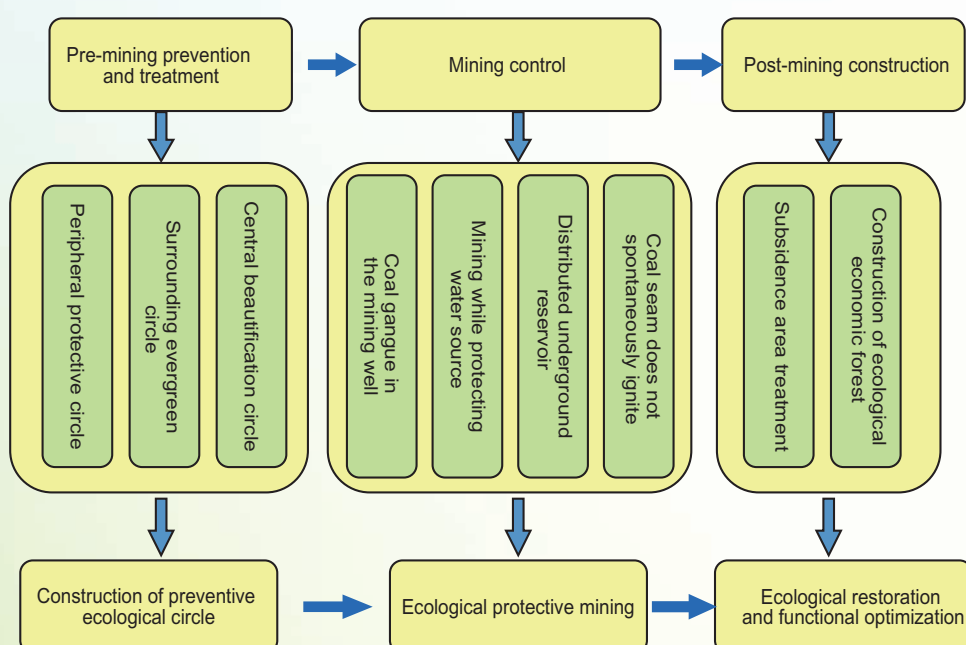 Pre-mining prevention
and treatment
Mining control
Post-mining construction
Peripheral protective circle
Surrounding evergreen
circle
Central beautification circle
Coal gangue in
the mining well
Mining while protecting
water source
Distributed underground
reservoir
Coal seam does not
spontaneously ignite
Subsidence area treatment
Construction of ecological
economic forest
Construction of preventive
ecological circle
Ecological protective mining
Ecological restoration
and functional optimization